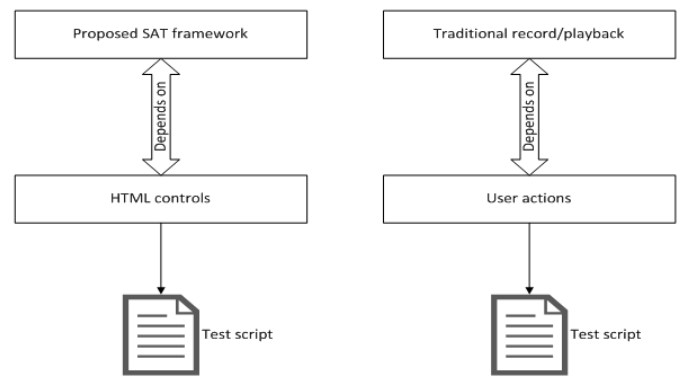 Proposed SAT framework
Traditional record/playback
Depends on
Depends on
HTML controls
User actions
Test script
Test script